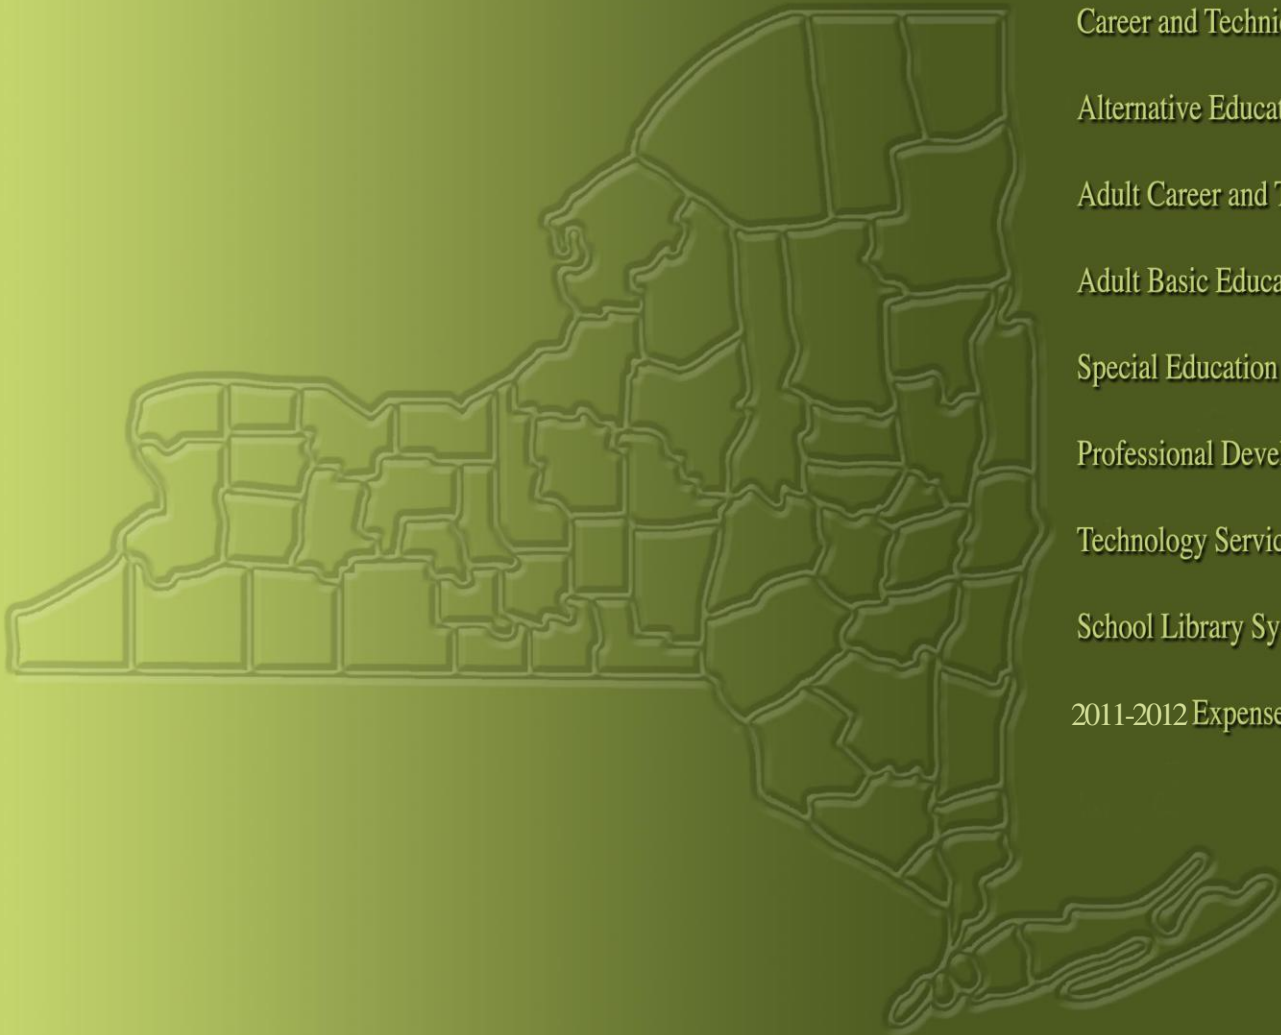 Career and Techni
Alternative Educat
Adult Career and T
Adult Basic Educa
Special Education
Professional Deve
Technology Servic
School Library Sy
2011-2012 Expense